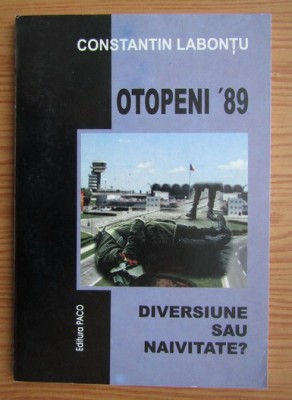 CONSTANTIN LABONȚU
OTOPENI '89
DIVERSIUNE
SAU
NAIVITATE?
Editura PACO